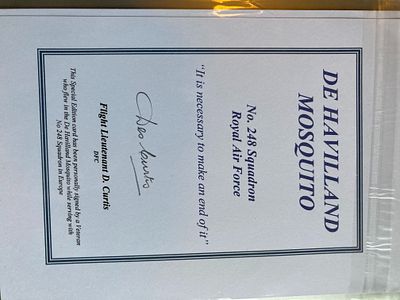 DE HAVILLAND
MOSQUITO
No. 248 Squadron
Royal Air Force
"It is necessary to make an end of it"
Des Curtis
Flight Lieutenant D. Curtis
DFC
This Special Edition card has been personally signed by a Veteran
who flew in the De Havilland Mosquito while serving with
No 248 Squadron in Europe